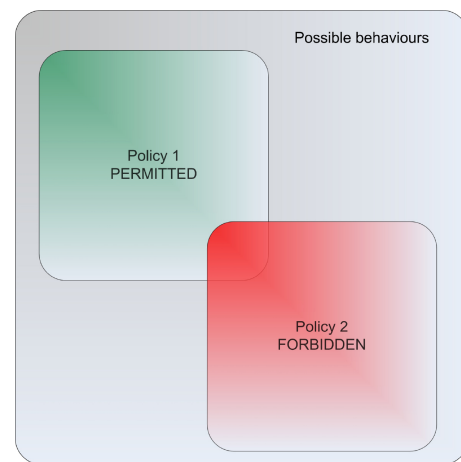 Possible behaviours
Policy 1
PERMITTED
Policy 2
FORBIDDEN